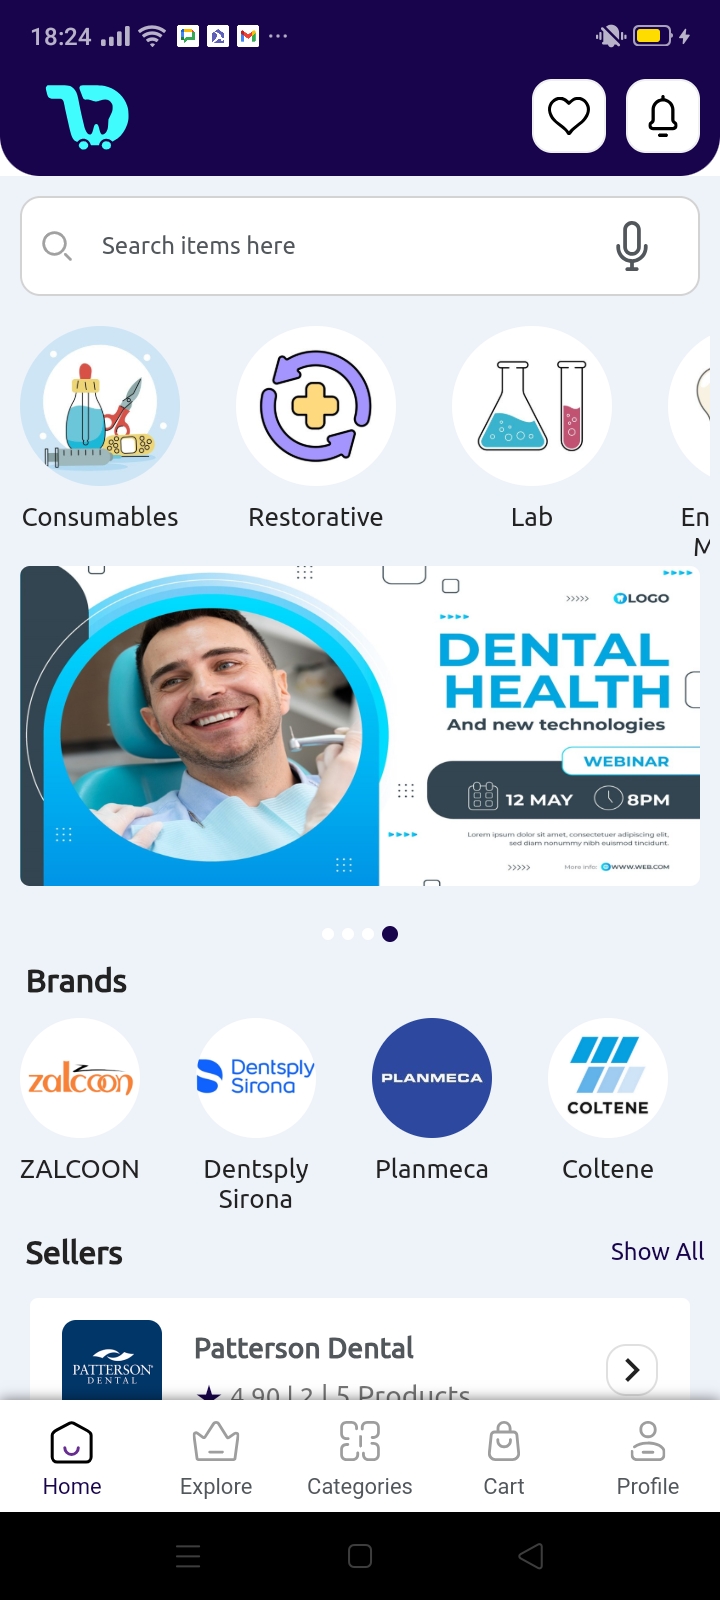 18:24
Search items here
Consumables
Restorative
Lab
En
M
LOGO
DENTAL
HEALTH
And new technologies
WEBINAR
12 MAY
8PM
Lorem ipsum dolor sit amet, consectetuer adipiscing elit,
sed diam nonummy nibh euismod tincidunt.
More info: WWW.WEB.COM
Brands
zalcoon
Dentsply
Sirona
PLANMECA
COLTENE
ZALCOON
Dentsply
Sirona
Planmeca
Coltene
Sellers
Show All
PATTERSON
DENTAL
Patterson Dental
4.90 | 2 | 5 Products
Home
Explore
Categories
Cart
Profile